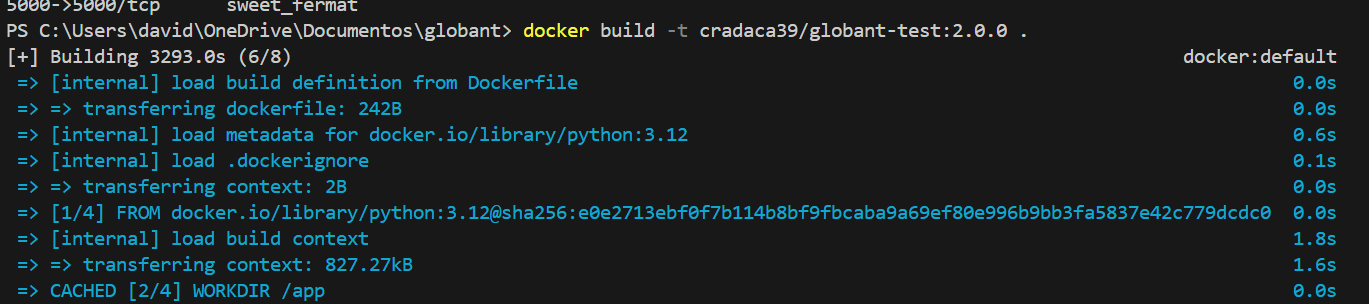 5000->5000/tcp sweet_fermat
PS C:\Users\david\OneDrive\Documentos\globant> docker build -t cradaca39/globant-test:2.0.0 .
[+] Building 3293.0s (6/8) docker:default
=> [internal] load build definition from Dockerfile 0.0s
=> => transferring dockerfile: 242B 0.0s
=> [internal] load metadata for docker.io/library/python:3.12 0.6s
=> [internal] load .dockerignore 0.1s
=> => transferring context: 2B 0.0s
=> [1/4] FROM docker.io/library/python:3.12@sha256:e0e2713ebf0f7b114b8bf9fbcaba9a69ef80e996b9bb3fa5837e42c779dcdc0 0.0s
=> [internal] load build context 1.8s
=> => transferring context: 827.27kB 1.6s
=> CACHED [2/4] WORKDIR /app 0.0s